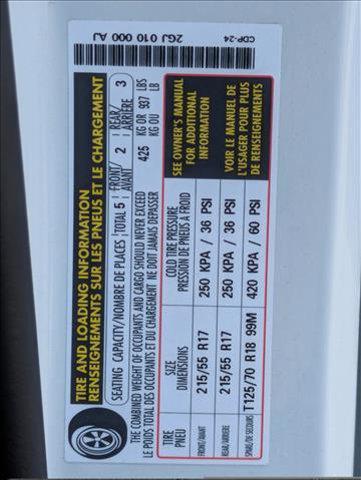 CDP-24
2GJ 010 000 AJ
TIRE AND LOADING INFORMATION
RENSEIGNEMENTS SUR LES PNEUS ET LE CHARGEMENT
SEATING CAPACITY/NOMBRE DE PLACES TOTAL 5 FRONT/AVANT 2 REAR/ARRIÈRE 3
THE COMBINED WEIGHT OF OCCUPANTS AND CARGO SHOULD NEVER EXCEED 425 KG OR 937 LBS
LE POIDS TOTAL DES OCCUPANTS ET DU CHARGEMENT NE DOIT JAMAIS DÉPASSER KG OU LB
TIRE SIZE COLD TIRE PRESSURE
PNEU DIMENSIONS PRESSION DE PNEUS À FROID
FRONT/AVANT 215/55 R17 250 KPA / 36 PSI
REAR/ARRIÈRE 215/55 R17 250 KPA / 36 PSI
SPARE/DE SECOURS T125/70 R18 99M 420 KPA / 60 PSI
SEE OWNER'S MANUAL
FOR ADDITIONAL
INFORMATION
VOIR LE MANUEL DE
L'USAGER POUR PLUS
DE RENSEIGNEMENTS